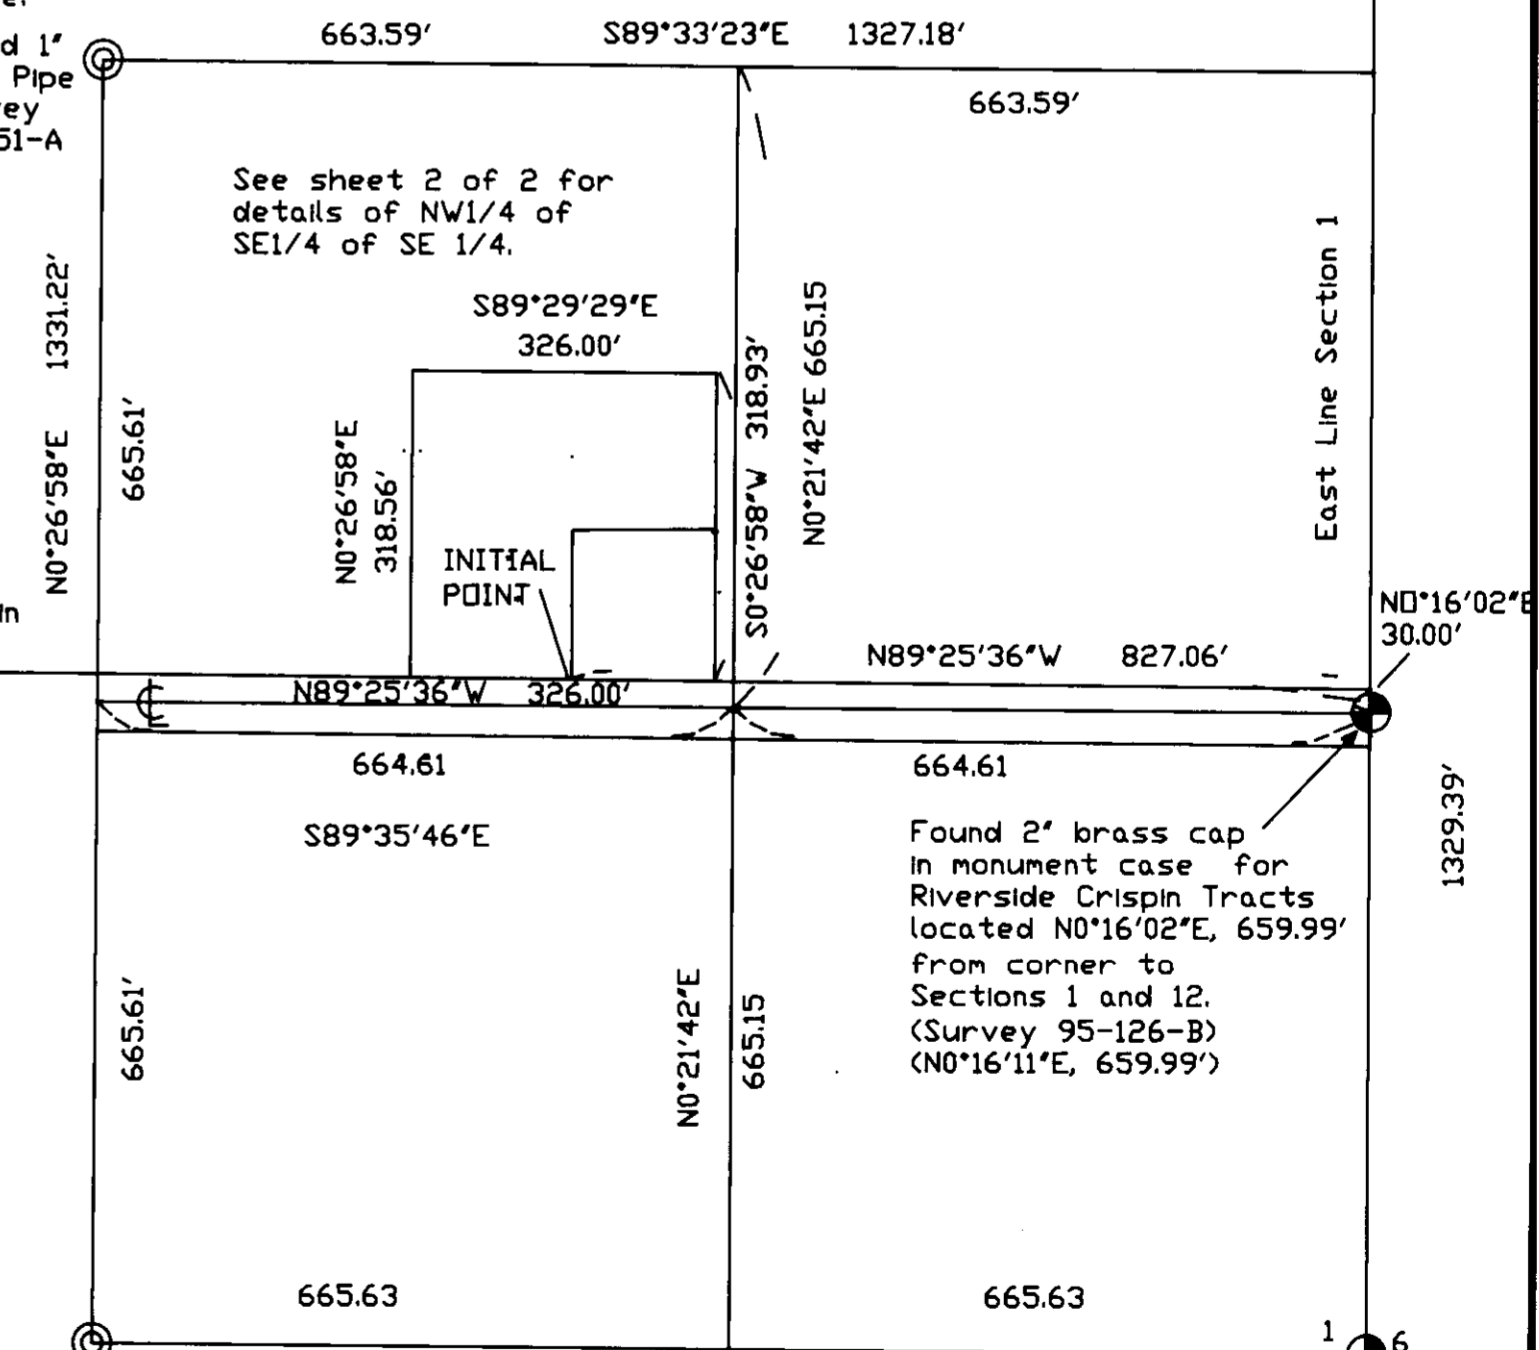 663.59′ S89°33′23″E 1327.18′
d 1″
Pipe
ey
51-A
663.59′
See sheet 2 of 2 for
details of NW1/4 of
SE1/4 of SE 1/4.
N0°26′58″E 1331.22′
665.61′
S89°29′29″E
326.00′
N0°26′58″E
318.56′
S0°26′58″W 318.93′
N0°21′42″E 665.15
East Line Section 1
INITIAL
POINT
in
N0°16′02″E
30.00′
N89°25′36″W 827.06′
N89°25′36″W 326.00′
664.61
664.61
S89°35′46″E
1329.39′
Found 2″ brass cap
in monument case for
Riverside Crispin Tracts
located N0°16′02″E, 659.99′
from corner to
Sections 1 and 12.
(Survey 95-126-B)
(N0°16′11″E, 659.99′)
665.61′
N0°21′42″E
665.15
665.63
665.63
1
6